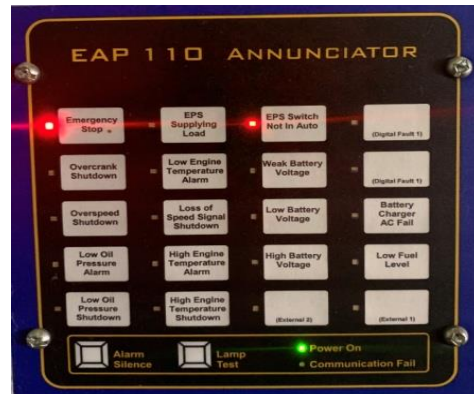 EAP 110 ANNUNCIATOR
Emergency
Stop
EPS
Supplying
Load
EPS Switch
Not In Auto
(Digital Fault 1)
Overcrank
Shutdown
Low Engine
Temperature
Alarm
Weak Battery
Voltage
(Digital Fault 1)
Overspeed
Shutdown
Loss of
Speed Signal
Shutdown
Low Battery
Voltage
Battery
Charger
AC Fail
Low Oil
Pressure
Alarm
High Engine
Temperature
Alarm
High Battery
Voltage
Low Fuel
Level
Low Oil
Pressure
Shutdown
High Engine
Temperature
Shutdown
(External 2)
(External 1)
Alarm
Silence
Lamp
Test
Power On
Communication Fail